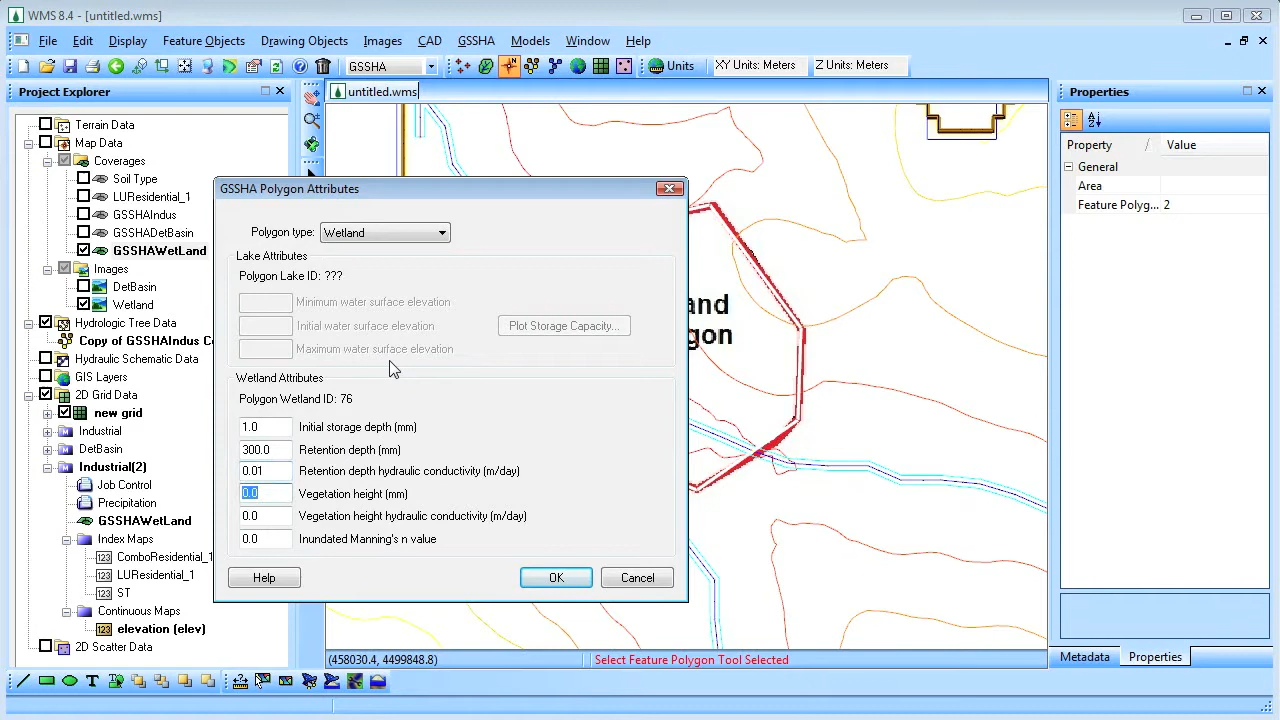 WMS 8.4 - [untitled.wms]
File Edit Display Feature Objects Drawing Objects Images CAD GSSHA Models Window Help
GSSHA Units XY Units: Meters Z Units: Meters
Project Explorer
untitled.wms
Properties
Terrain Data
Map Data
Coverages
Soil Type
LUResidential_1
GSSHAIndus
GSSHADetBasin
GSSHAWetLand
Images
DetBasin
Wetland
Hydrologic Tree Data
Copy of GSSHAIndus Co
Hydraulic Schematic Data
GIS Layers
2D Grid Data
new grid
Industrial
DetBasin
Industrial(2)
Job Control
Precipitation
GSSHAWetLand
Index Maps
ComboResidential_1
LUResidential_1
ST
Continuous Maps
elevation (elev)
2D Scatter Data
GSSHA Polygon Attributes
Polygon type: Wetland
Lake Attributes
Polygon Lake ID: ???
Minimum water surface elevation
Initial water surface elevation
Plot Storage Capacity...
Maximum water surface elevation
Wetland Attributes
Polygon Wetland ID: 76
1.0 Initial storage depth (mm)
300.0 Retention depth (mm)
0.01 Retention depth hydraulic conductivity (m/day)
0.0 Vegetation height (mm)
0.0 Vegetation height hydraulic conductivity (m/day)
0.0 Inundated Manning's n value
Help OK Cancel
and
gon
Property / Value
General
Area
Feature Polyg... 2
(458030.4, 4499848.8)
Select Feature Polygon Tool Selected
Metadata Properties